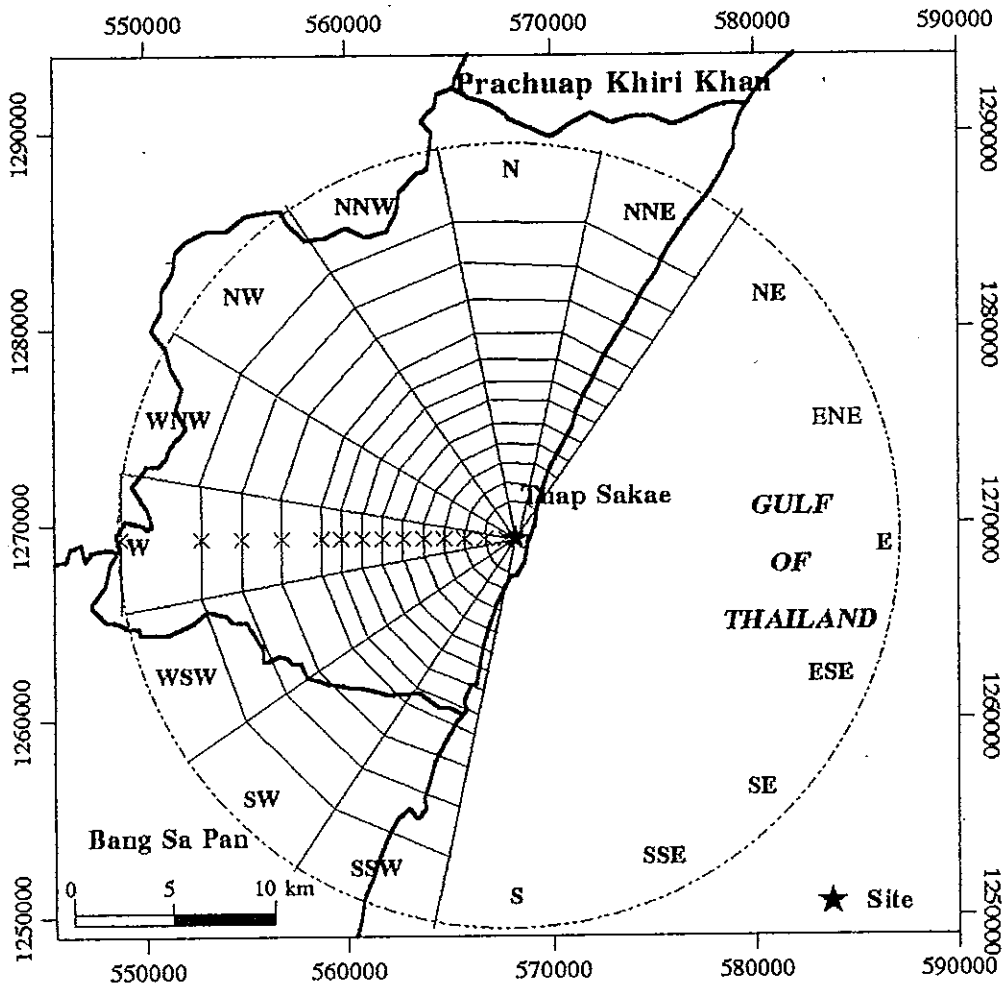 550000 560000 570000 580000 590000
Prachuap Khiri Khan
1290000
1290000
N
NNW
NNE
NW
NE
1280000
1280000
WNW
ENE
Thap Sakae
GULF
1270000
1270000
W
E
OF
THAILAND
WSW
ESE
1260000
1260000
SW
SE
Bang Sa Pan
SSW
SSE
0 5 10 km
S
Site
1250000
1250000
550000 560000 570000 580000 590000